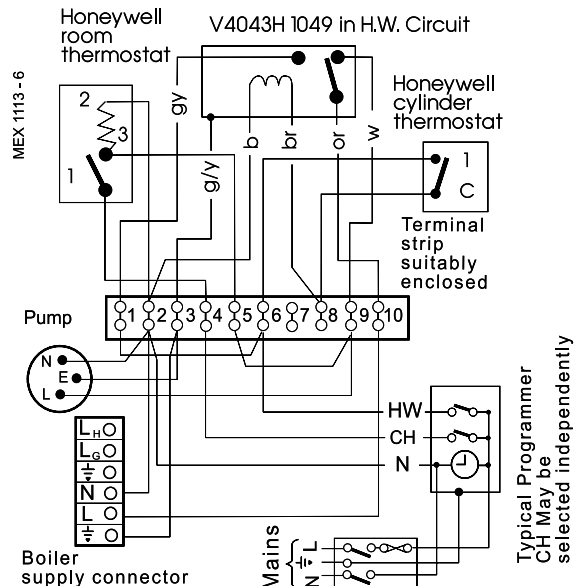 Honeywell
room
thermostat
V4043H 1049 in H.W. Circuit
MEX 1113 - 6
Honeywell
cylinder
thermostat
2
3
1
gy
g/y
b
br
or
w
1
C
Terminal
strip
suitably
enclosed
1 2 3 4 5 6 7 8 9 10
Pump
N
E
L
HW
CH
N
LH
LG
N
L
Boiler
supply connector
Mains
L
N
Typical Programmer
CH May be
selected independently